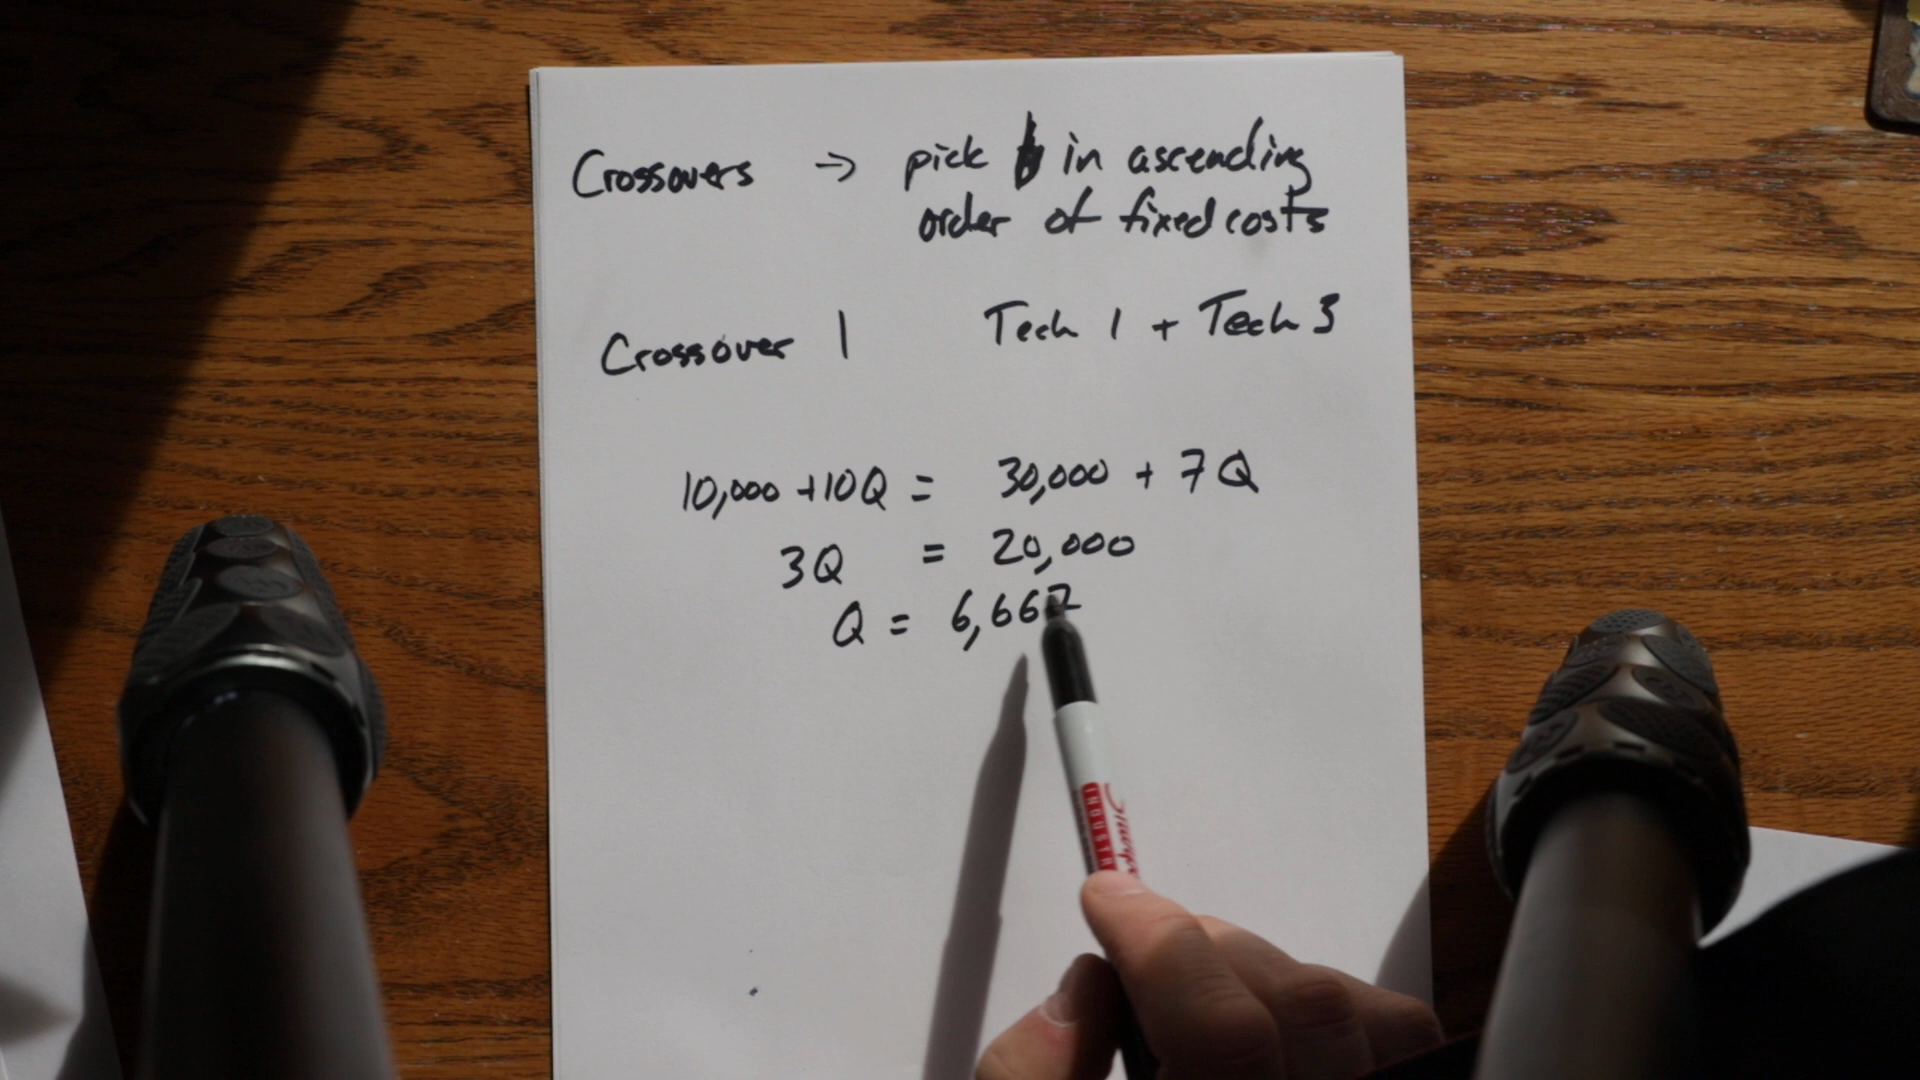 Crossovers → pick in ascending
order of fixed costs
Crossover 1 Tech 1 + Tech 3
10,000 + 10Q = 30,000 + 7Q
3Q = 20,000
Q = 6,667
INDUSTR